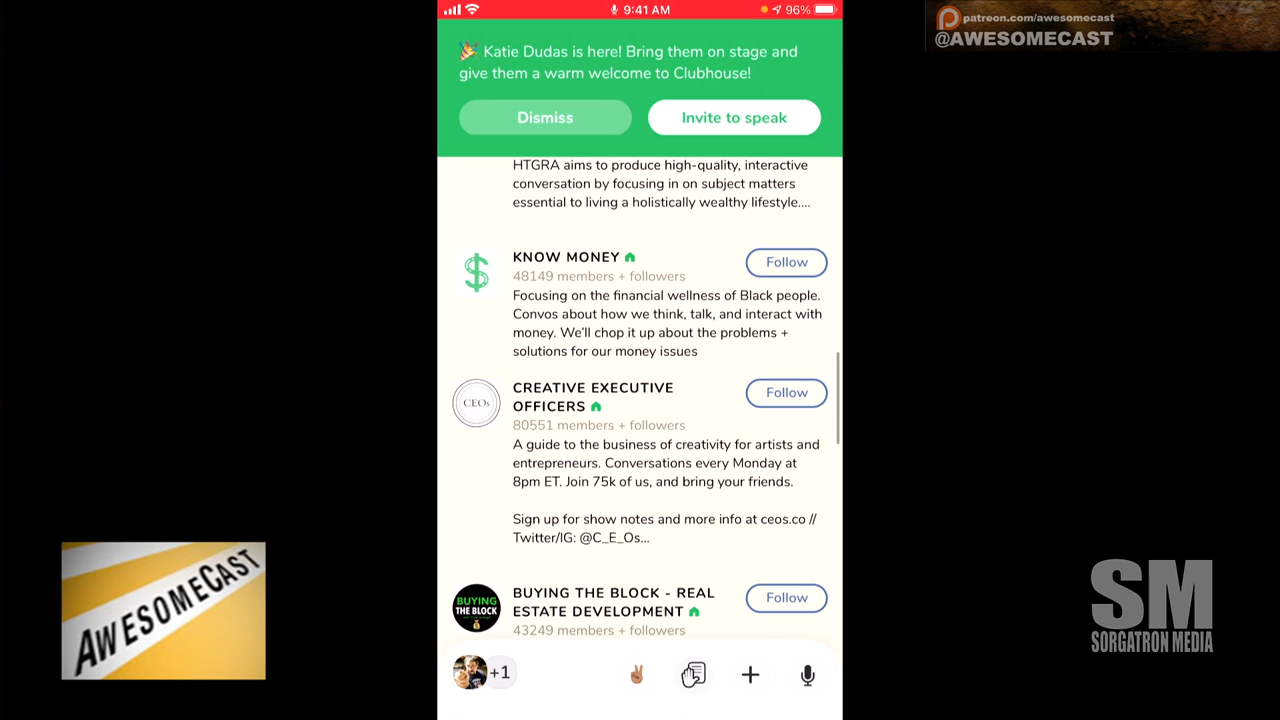 9:41 AM
96%
patreon.com/awesomecast
@AWESOMECAST
🎉 Katie Dudas is here! Bring them on stage and
give them a warm welcome to Clubhouse!
Dismiss
Invite to speak
HTGRA aims to produce high-quality, interactive
conversation by focusing in on subject matters
essential to living a holistically wealthy lifestyle....
KNOW MONEY
Follow
48149 members + followers
Focusing on the financial wellness of Black people.
Convos about how we think, talk, and interact with
money. We'll chop it up about the problems +
solutions for our money issues
CEOs
CREATIVE EXECUTIVE
OFFICERS
Follow
80551 members + followers
A guide to the business of creativity for artists and
entrepreneurs. Conversations every Monday at
8pm ET. Join 75k of us, and bring your friends.
Sign up for show notes and more info at ceos.co //
Twitter/IG: @C_E_Os...
BUYING
THE BLOCK
BUYING THE BLOCK - REAL
ESTATE DEVELOPMENT
Follow
43249 members + followers
+1
AWESOMECAST
SM
SORGATRON MEDIA